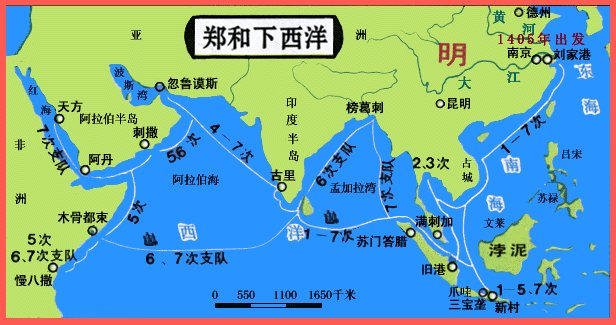 郑和下西洋
亚
洲
明
黄
河
德州
1405年出发
南京
刘家港
大
江
东
海
昆明
榜葛剌
红
海
波
斯
湾
忽鲁谟斯
天方
阿拉伯半岛
刺撒
印度半岛
7次支队
非
洲
阿丹
5.6次
4-7次
古里
6次支队
孟加拉湾
7次支队
2.3次
占城
1-7次
南
海
吕宋
苏禄
阿拉伯海
5次
木骨都束
西
洋
1-7次
苏门答腊
满剌加
文莱
浡泥
5次
6.7次支队
慢八撒
6、7次支队
旧港
爪哇
三宝垄
新村
1-5.7次
0 550 1100 1650千米